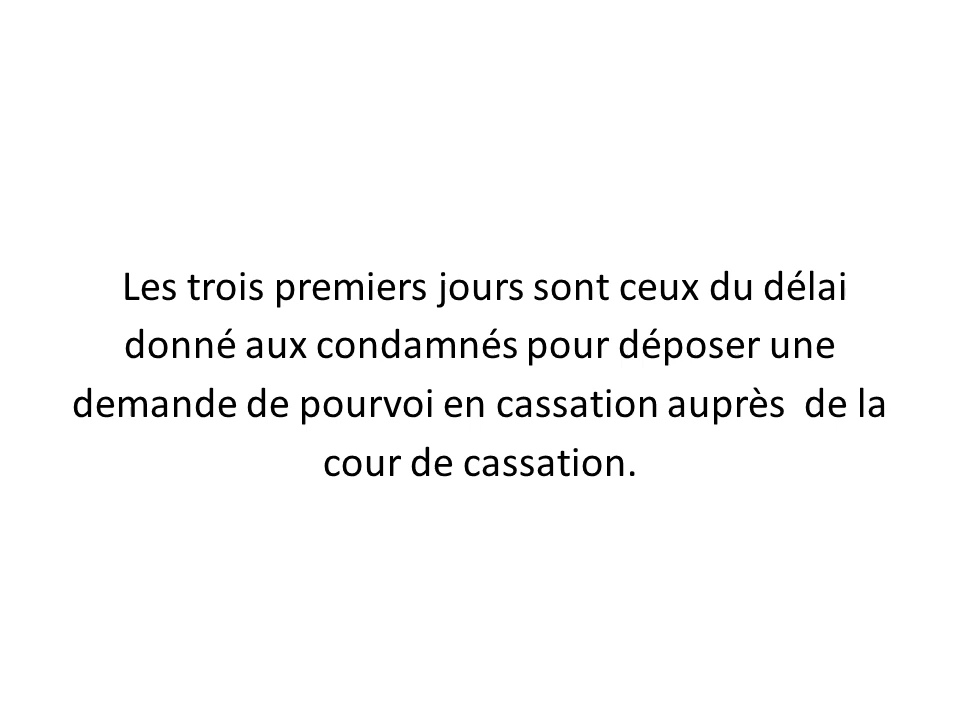 Les trois premiers jours sont ceux du délai
donné aux condamnés pour déposer une
demande de pourvoi en cassation auprès  de la
cour de cassation.